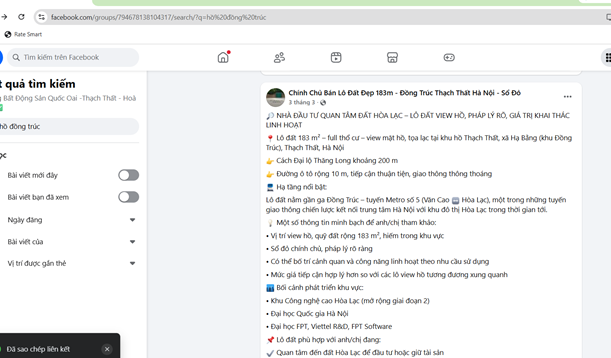 facebook.com/groups/794678138104317/search/?q=hồ%20đồng%20trúc
Rate Smart
Tìm kiếm trên Facebook
t quả tìm kiếm
g Bất Động Sản Quốc Oai -Thạch Thất - Hoà
hồ đồng trúc
ọc
Bài viết mới đây
Bài viết bạn đã xem
Ngày đăng
Bài viết của
Vị trí được gắn thẻ
Đã sao chép liên kết
Chính Chủ Bán Lô Đất Đẹp 183m - Đồng Trúc Thạch Thất Hà Nội - Sổ Đỏ
3 tháng 3 ·
🔎 NHÀ ĐẦU TƯ QUAN TÂM ĐẤT HÒA LẠC – LÔ ĐẤT VIEW HỒ, PHÁP LÝ RÕ, GIÁ TRỊ KHAI THÁC
LINH HOẠT
📍 Lô đất 183 m² – full thổ cư – view mặt hồ, tọa lạc tại khu hồ Thạch Thất, xã Hạ Bằng (khu Đồng
Trúc), Thạch Thất, Hà Nội
👉 Cách Đại lộ Thăng Long khoảng 200 m
👉 Đường ô tô rộng 10 m, tiếp cận thuận tiện, giao thông thông thoáng
🚆 Hạ tầng nổi bật:
Lô đất nằm gần ga Đồng Trúc – tuyến Metro số 5 (Văn Cao ↔ Hòa Lạc), một trong những tuyến
giao thông chiến lược kết nối trung tâm Hà Nội với khu đô thị Hòa Lạc trong thời gian tới.
💡 Một số thông tin minh bạch để anh/chị tham khảo:
• Vị trí view hồ, quỹ đất rộng 183 m², hiếm trong khu vực
• Sổ đỏ chính chủ, pháp lý rõ ràng
• Có thể bố trí cảnh quan và công năng linh hoạt theo nhu cầu sử dụng
• Mức giá tiếp cận hợp lý hơn so với các lô view hồ tương đương xung quanh
🏙 Bối cảnh phát triển khu vực:
• Khu Công nghệ cao Hòa Lạc (mở rộng giai đoạn 2)
• Đại học Quốc gia Hà Nội
• Đại học FPT, Viettel R&D, FPT Software
📌 Lô đất phù hợp với anh/chị đang:
✔ Quan tâm đến đất Hòa Lạc để đầu tư hoặc giữ tài sản